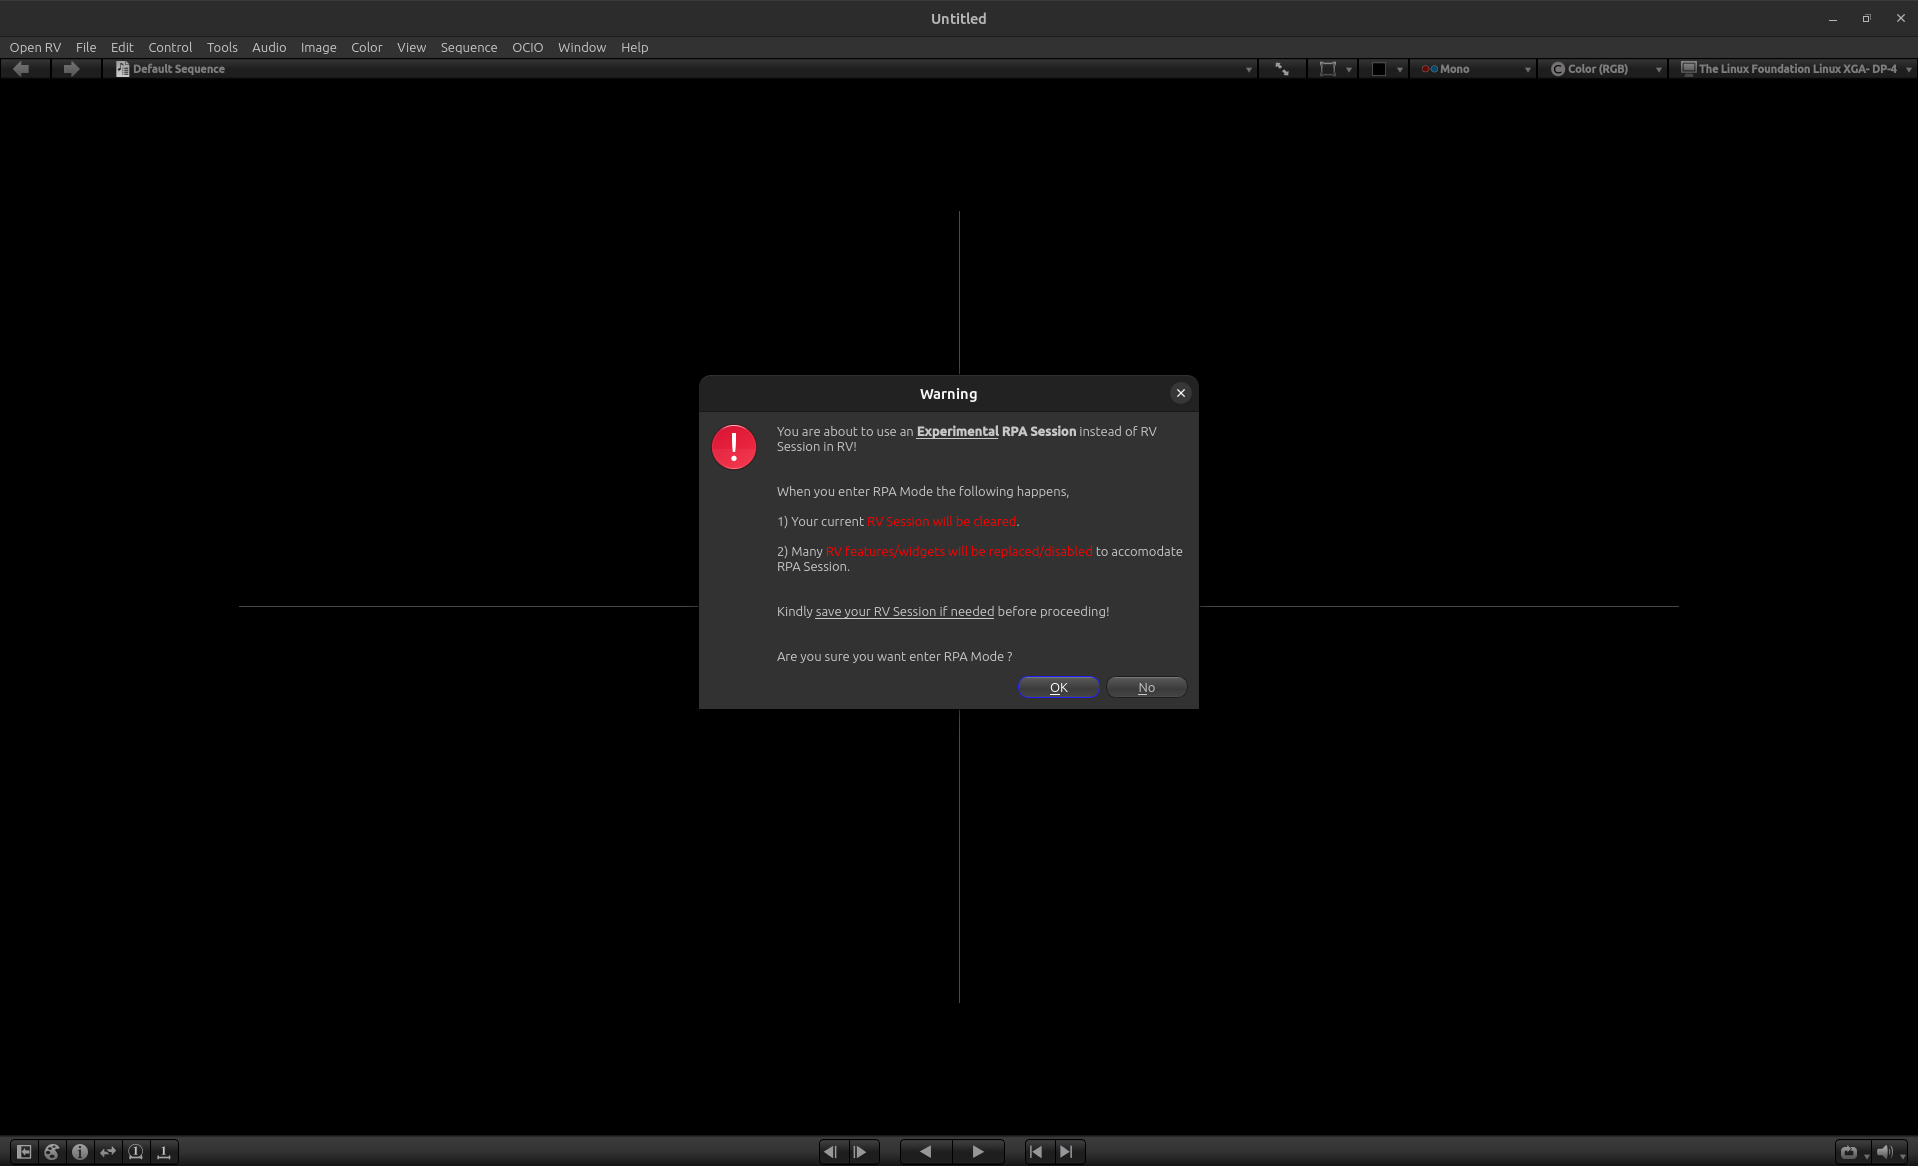 Untitled
Open RV File Edit Control Tools Audio Image Color View Sequence OCIO Window Help
Default Sequence Mono Color (RGB) The Linux Foundation Linux XGA- DP-4
Warning
You are about to use an Experimental RPA Session instead of RV
Session in RV!
When you enter RPA Mode the following happens,
1) Your current RV Session will be cleared.
2) Many RV features/widgets will be replaced/disabled to accomodate
RPA Session.
Kindly save your RV Session if needed before proceeding!
Are you sure you want enter RPA Mode ?
OK No